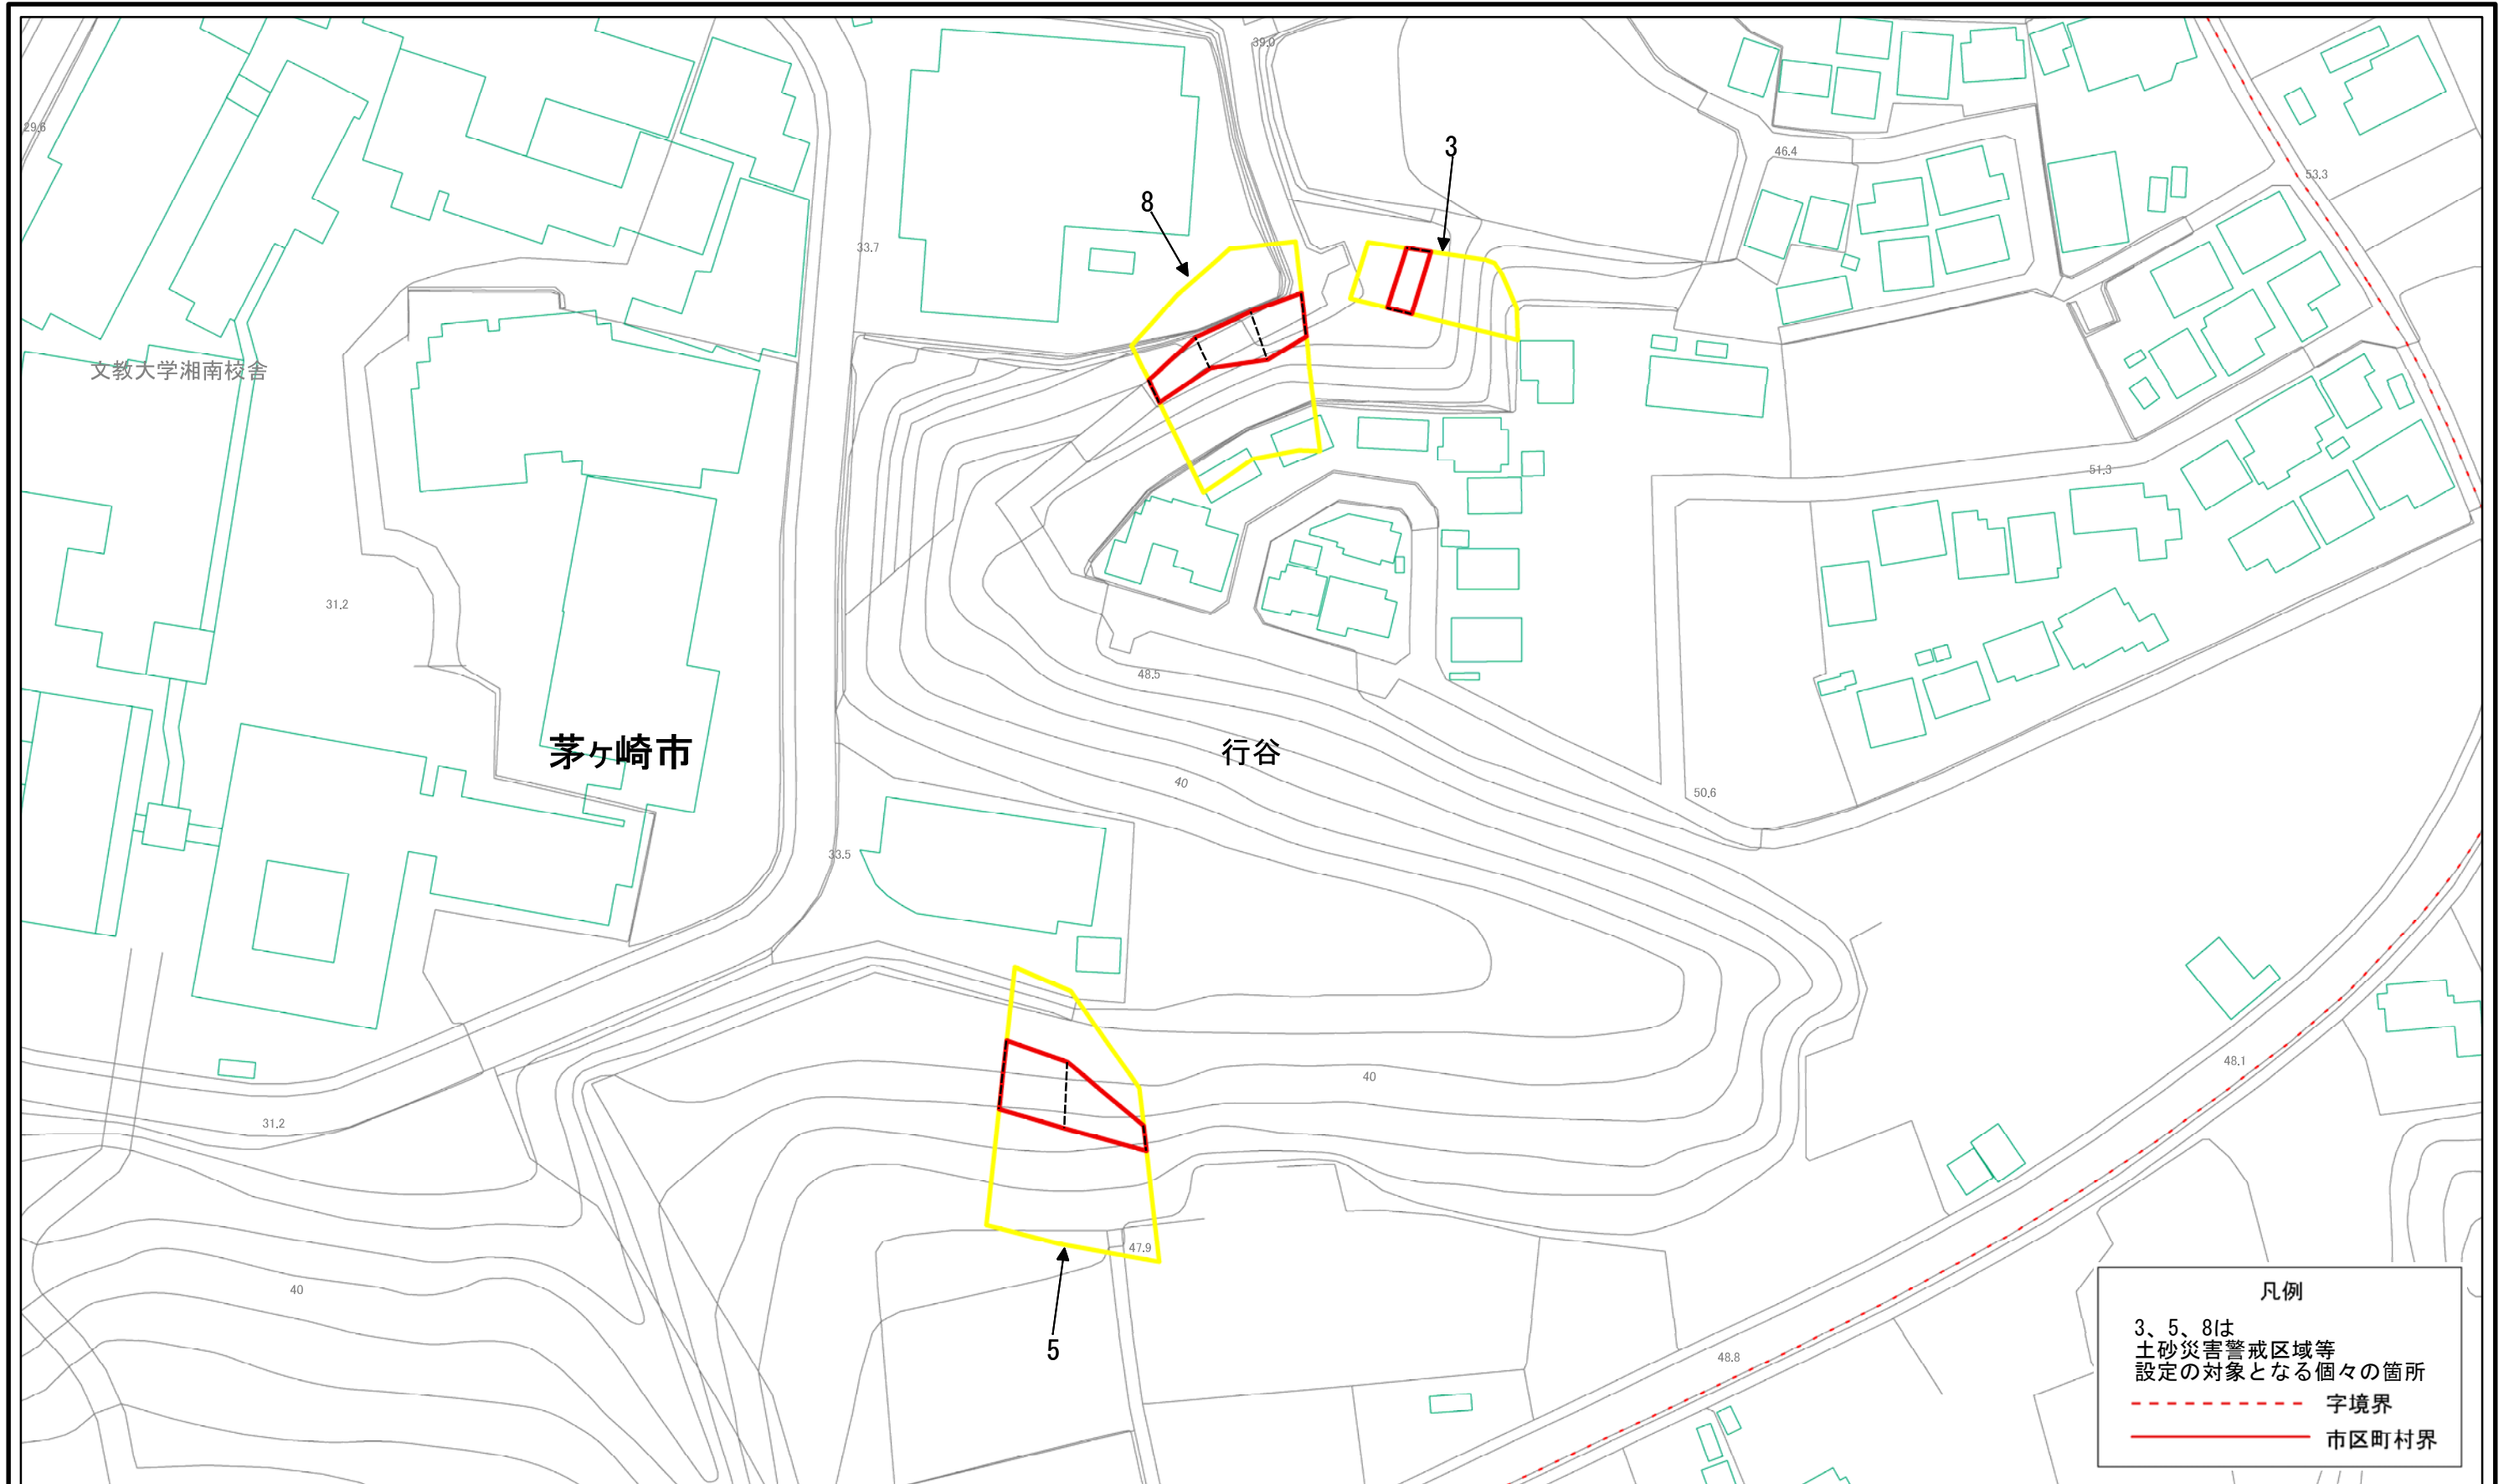 39.0
29.6
3
46.4
53.3
8
33.7
文教大学湘南校舎
51.3
31.2
48.5
茅ヶ崎市
行谷
40
50.6
33.5
48.1
40
31.2
47.9
40
5
48.8
凡例
3、5、8は
土砂災害警戒区域等
設定の対象となる個々の箇所
字境界
市区町村界